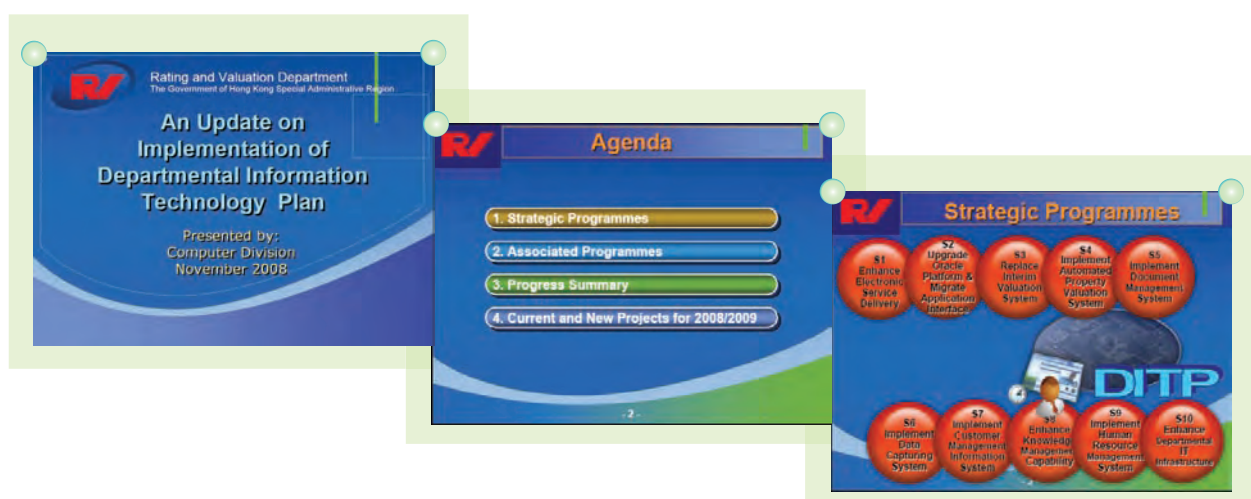 RV
Rating and Valuation Department
The Government of Hong Kong Special Administrative Region
An Update on
Implementation of
Departmental Information
Technology Plan
Presented by:
Computer Division
November 2008
RV
Agenda
1. Strategic Programmes
2. Associated Programmes
3. Progress Summary
4. Current and New Projects for 2008/2009
- 2 -
RV
Strategic Programmes
S1
Enhance
Electronic
Service
Delivery
S2
Upgrade
Oracle
Platform &
Migrate
Application
Interface
S3
Replace
Interim
Valuation
System
S4
Implement
Automated
Property
Valuation
System
S5
Implement
Document
Management
System
DITP
S6
Implement
Data
Capturing
System
S7
Implement
Customer
Management
Information
System
S8
Enhance
Knowledge
Management
Capability
S9
Implement
Human
Resource
Management
System
S10
Enhance
Departmental
IT
Infrastructure